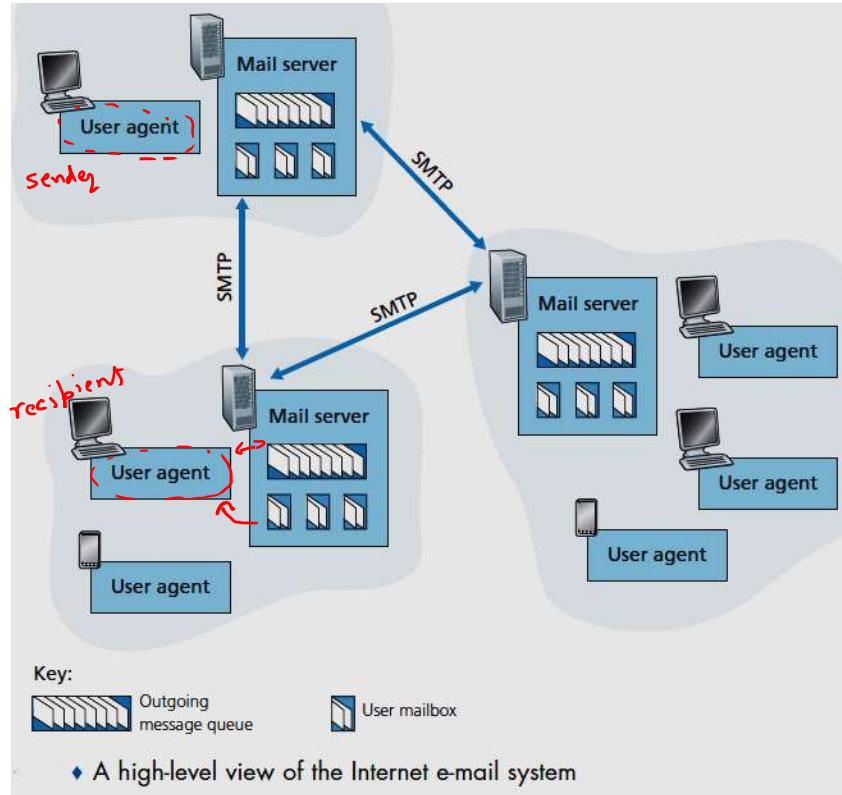 Mail server
User agent
sender
SMTP
SMTP
SMTP
Mail server
User agent
recipient
Mail server
User agent
User agent
User agent
User agent
Key:
Outgoing
message queue
User mailbox
♦ A high-level view of the Internet e-mail system